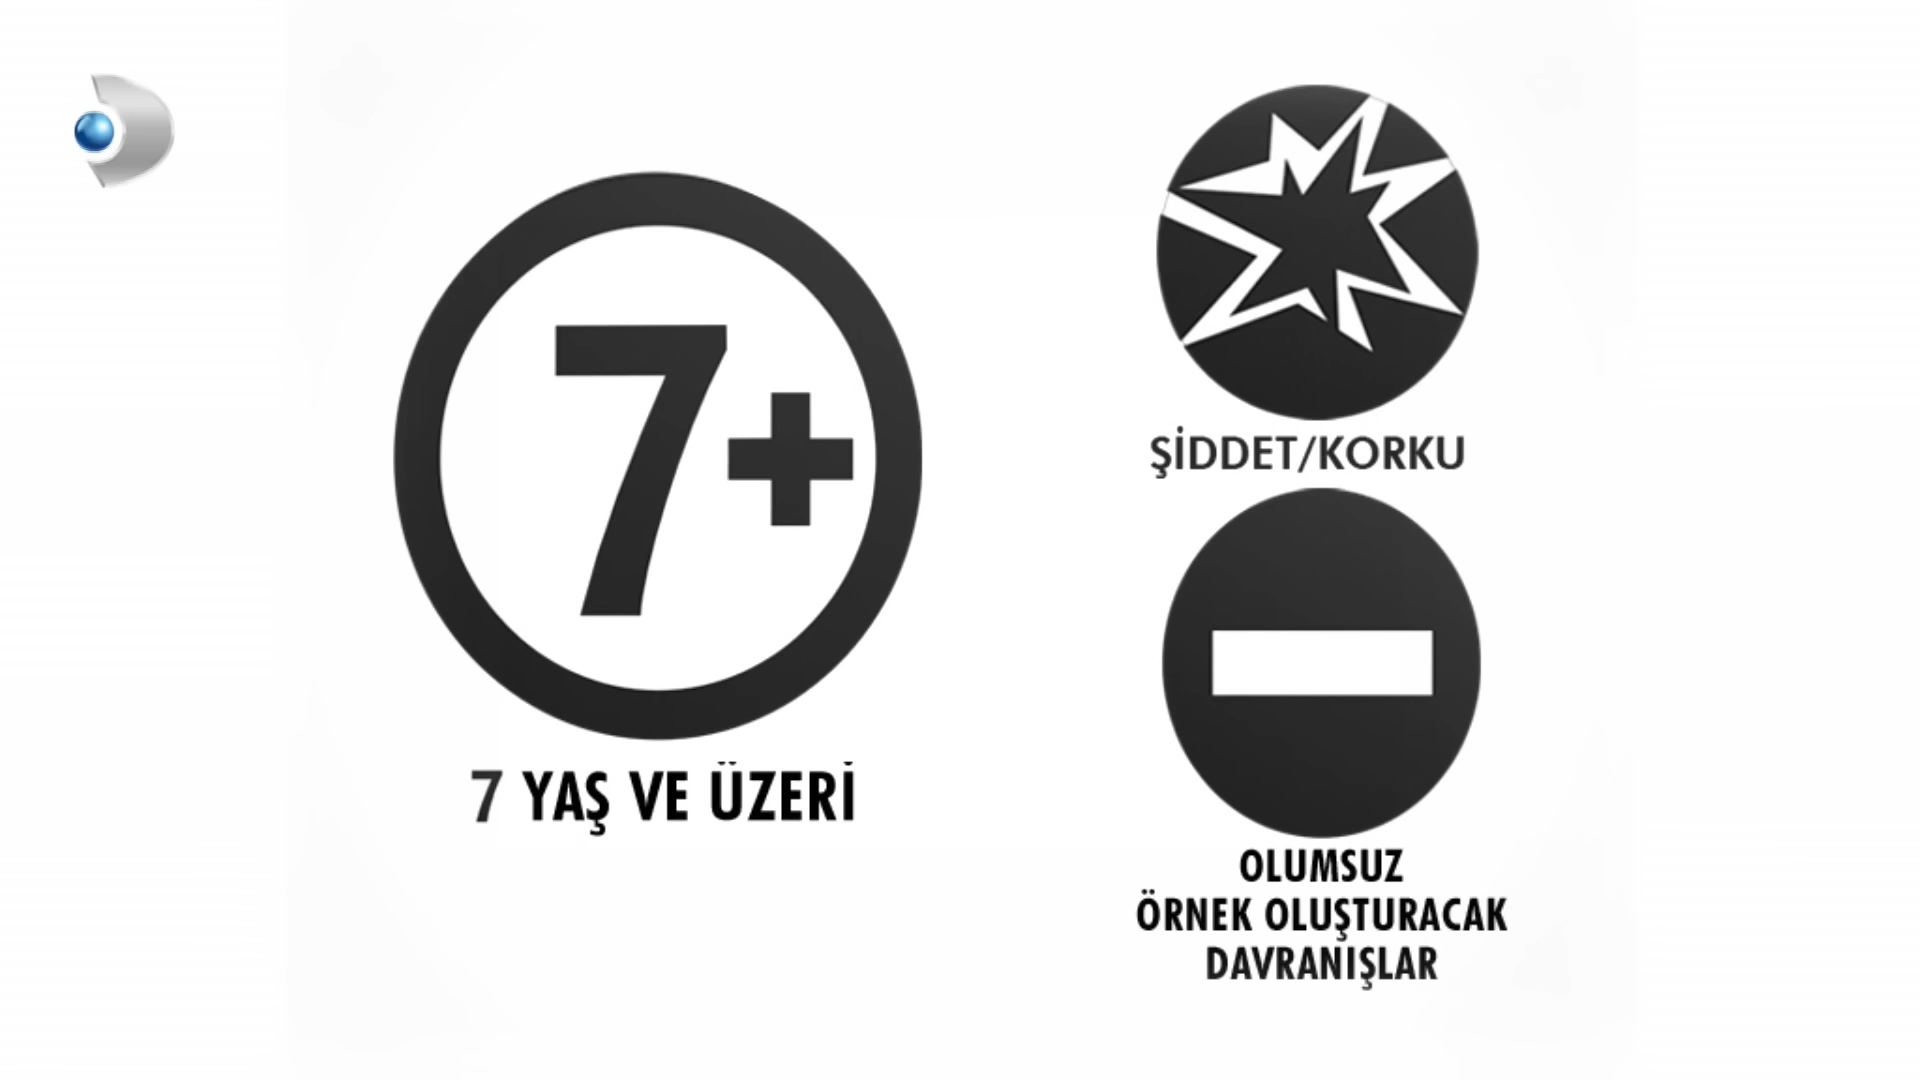 7+
7 YAŞ VE ÜZERİ
ŞİDDET/KORKU
OLUMSUZ
ÖRNEK OLUŞTURACAK
DAVRANIŞLAR